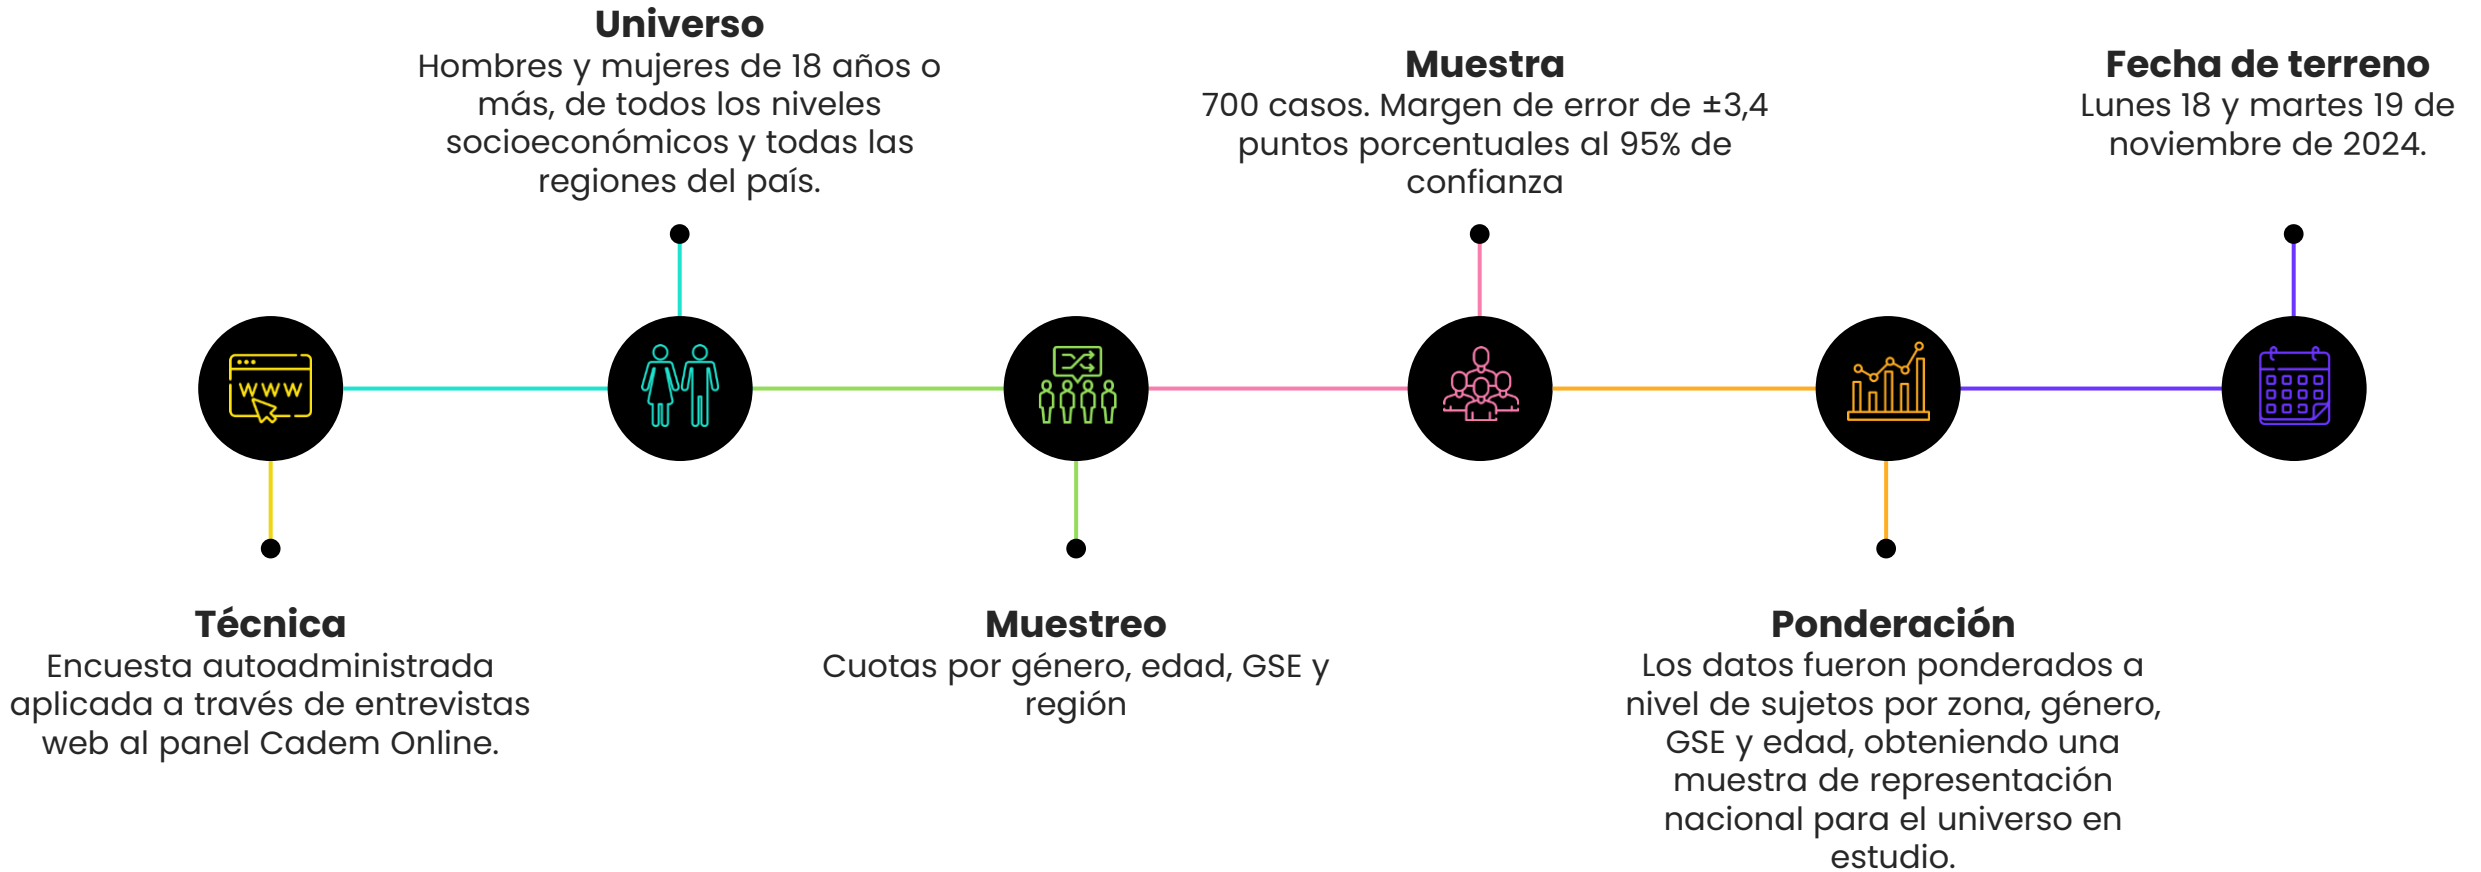 Universo
Hombres y mujeres de 18 años o
más, de todos los niveles
socioeconómicos y todas las
regiones del país.
Muestra
700 casos. Margen de error de ±3,4
puntos porcentuales al 95% de
confianza
Fecha de terreno
Lunes 18 y martes 19 de
noviembre de 2024.
www
Técnica
Encuesta autoadministrada
aplicada a través de entrevistas
web al panel Cadem Online.
Muestreo
Cuotas por género, edad, GSE y
región
Ponderación
Los datos fueron ponderados a
nivel de sujetos por zona, género,
GSE y edad, obteniendo una
muestra de representación
nacional para el universo en
estudio.